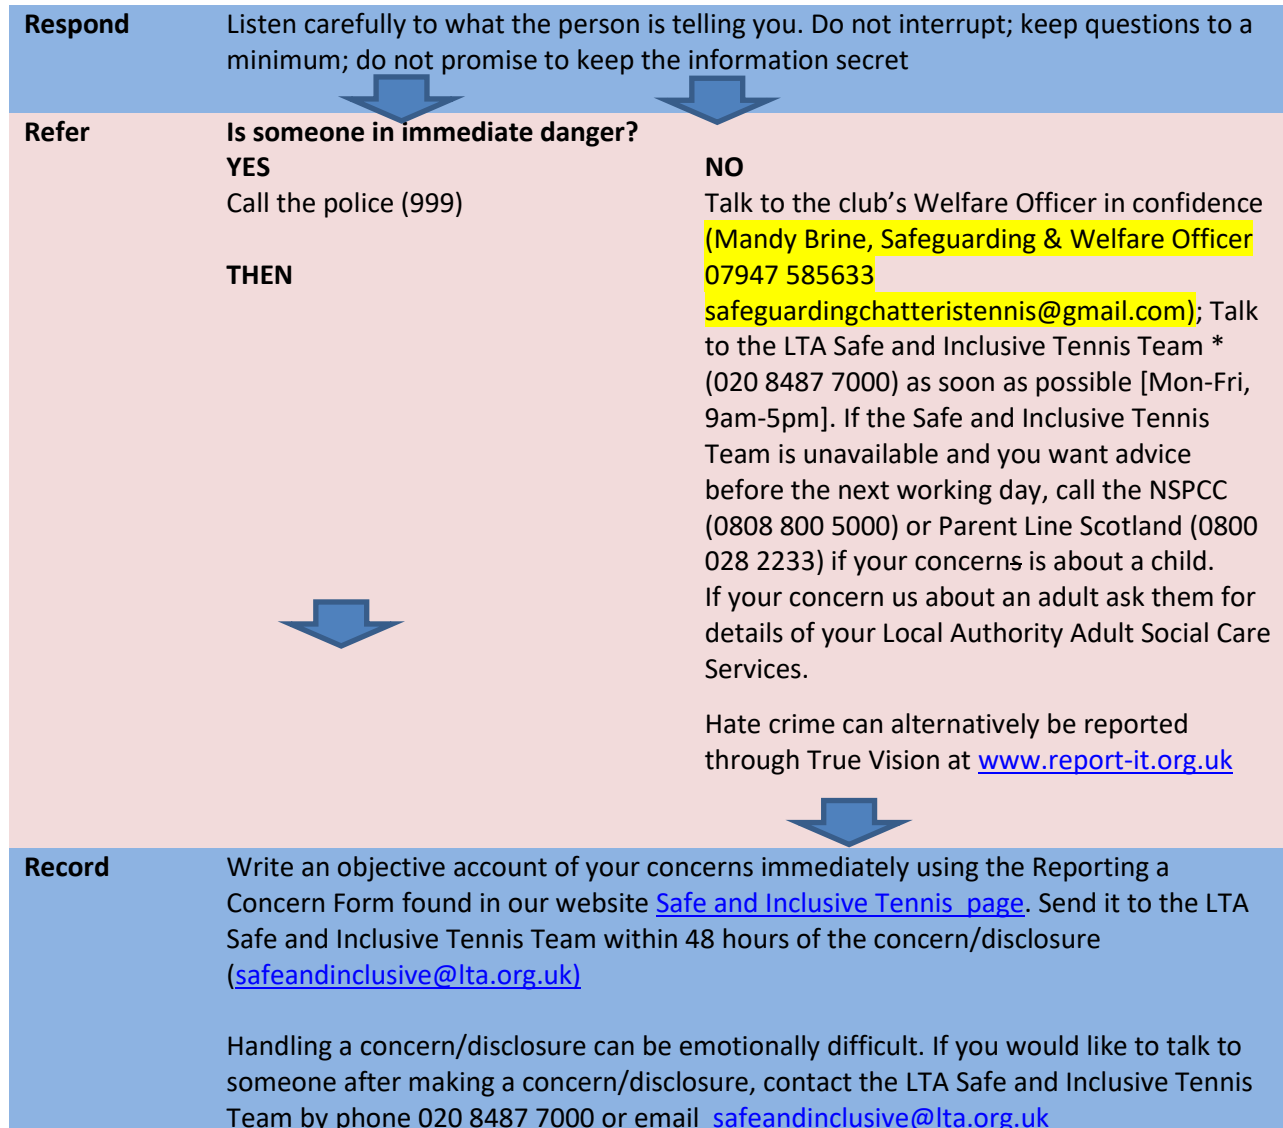 Respond
Listen carefully to what the person is telling you. Do not interrupt; keep questions to a
minimum; do not promise to keep the information secret
Refer
Is someone in immediate danger?
YES
Call the police (999)
THEN
NO
Talk to the club’s Welfare Officer in confidence
(Mandy Brine, Safeguarding & Welfare Officer
07947 585633
safeguardingchatteristennis@gmail.com); Talk
to the LTA Safe and Inclusive Tennis Team *
(020 8487 7000) as soon as possible [Mon-Fri,
9am-5pm]. If the Safe and Inclusive Tennis
Team is unavailable and you want advice
before the next working day, call the NSPCC
(0808 800 5000) or Parent Line Scotland (0800
028 2233) if your concerns is about a child.
If your concern us about an adult ask them for
details of your Local Authority Adult Social Care
Services.
Hate crime can alternatively be reported
through True Vision at www.report-it.org.uk
Record
Write an objective account of your concerns immediately using the Reporting a
Concern Form found in our website Safe and Inclusive Tennis  page. Send it to the LTA
Safe and Inclusive Tennis Team within 48 hours of the concern/disclosure
(safeandinclusive@lta.org.uk)
Handling a concern/disclosure can be emotionally difficult. If you would like to talk to
someone after making a concern/disclosure, contact the LTA Safe and Inclusive Tennis
Team by phone 020 8487 7000 or email  safeandinclusive@lta.org.uk